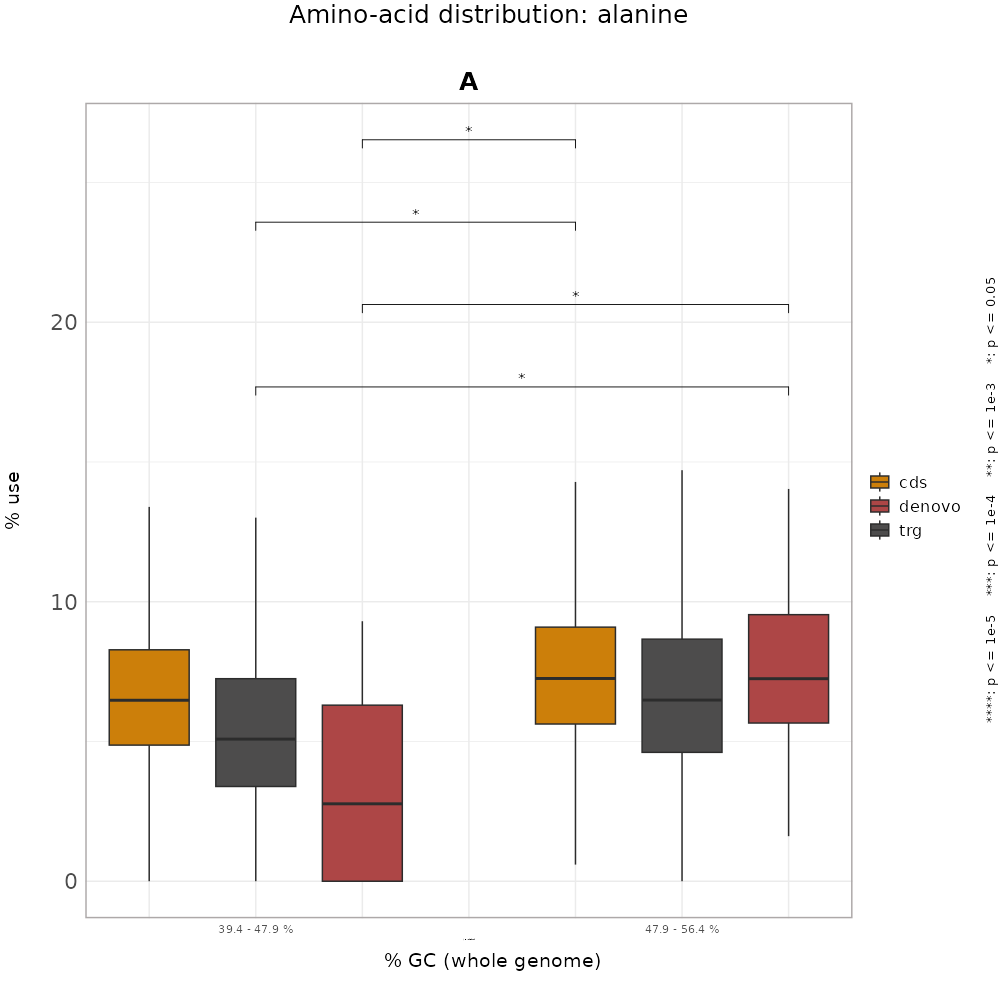 Amino-acid distribution: alanine
A
*
*
*
*
20
10
0
% use
39.4 - 47.9 %
47.9 - 56.4 %
% GC (whole genome)
cds
denovo
trg
****: p <= 1e-5    ***: p <= 1e-4    **: p <= 1e-3    *: p <= 0.05